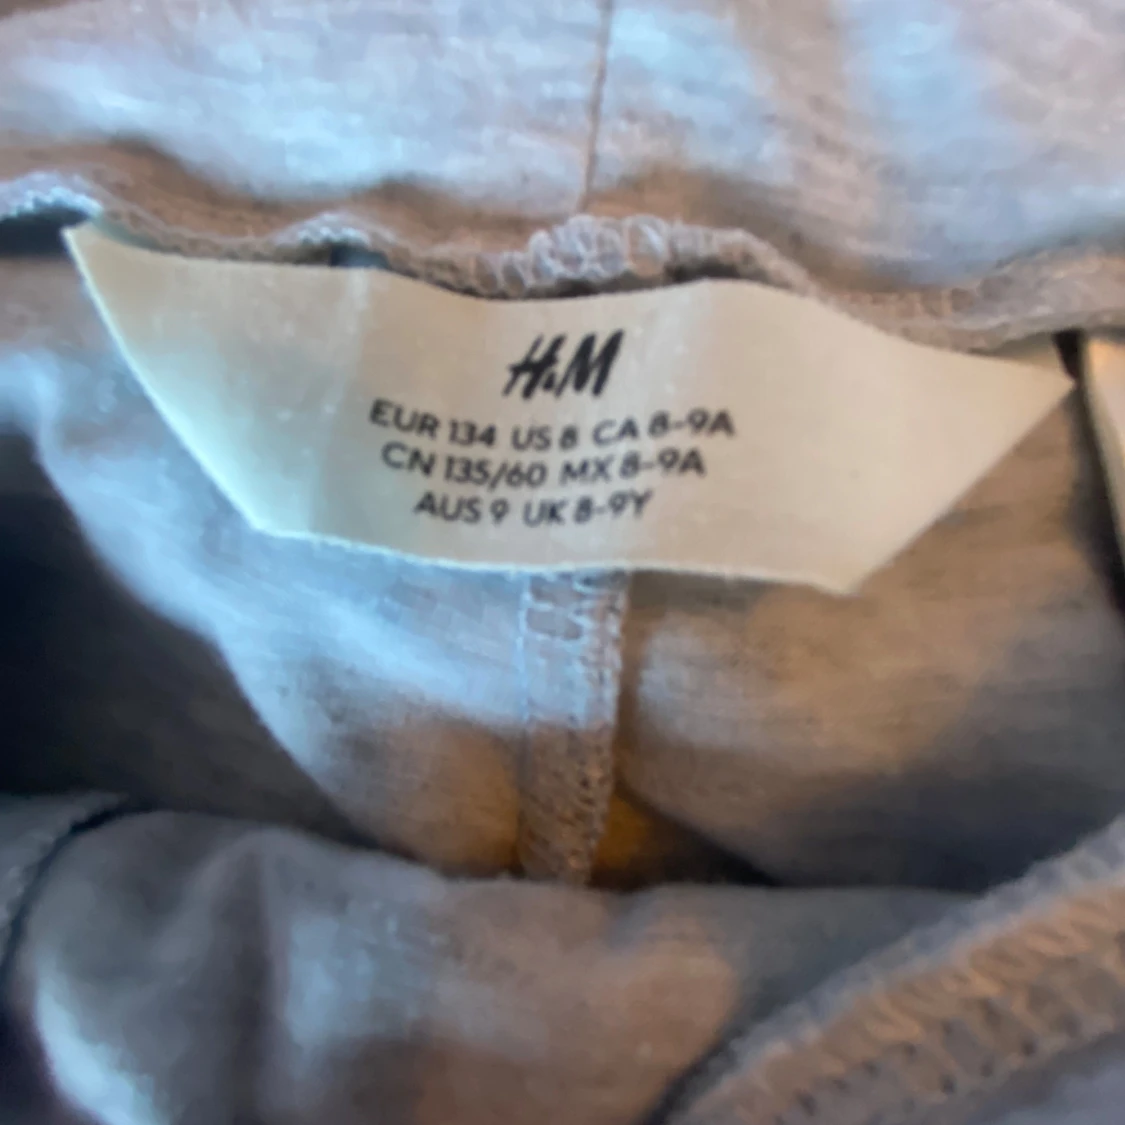 H&M
EUR 134 US 8 CA 8-9A
CN 135/60 MX 8-9A
AUS 9 UK 8-9Y